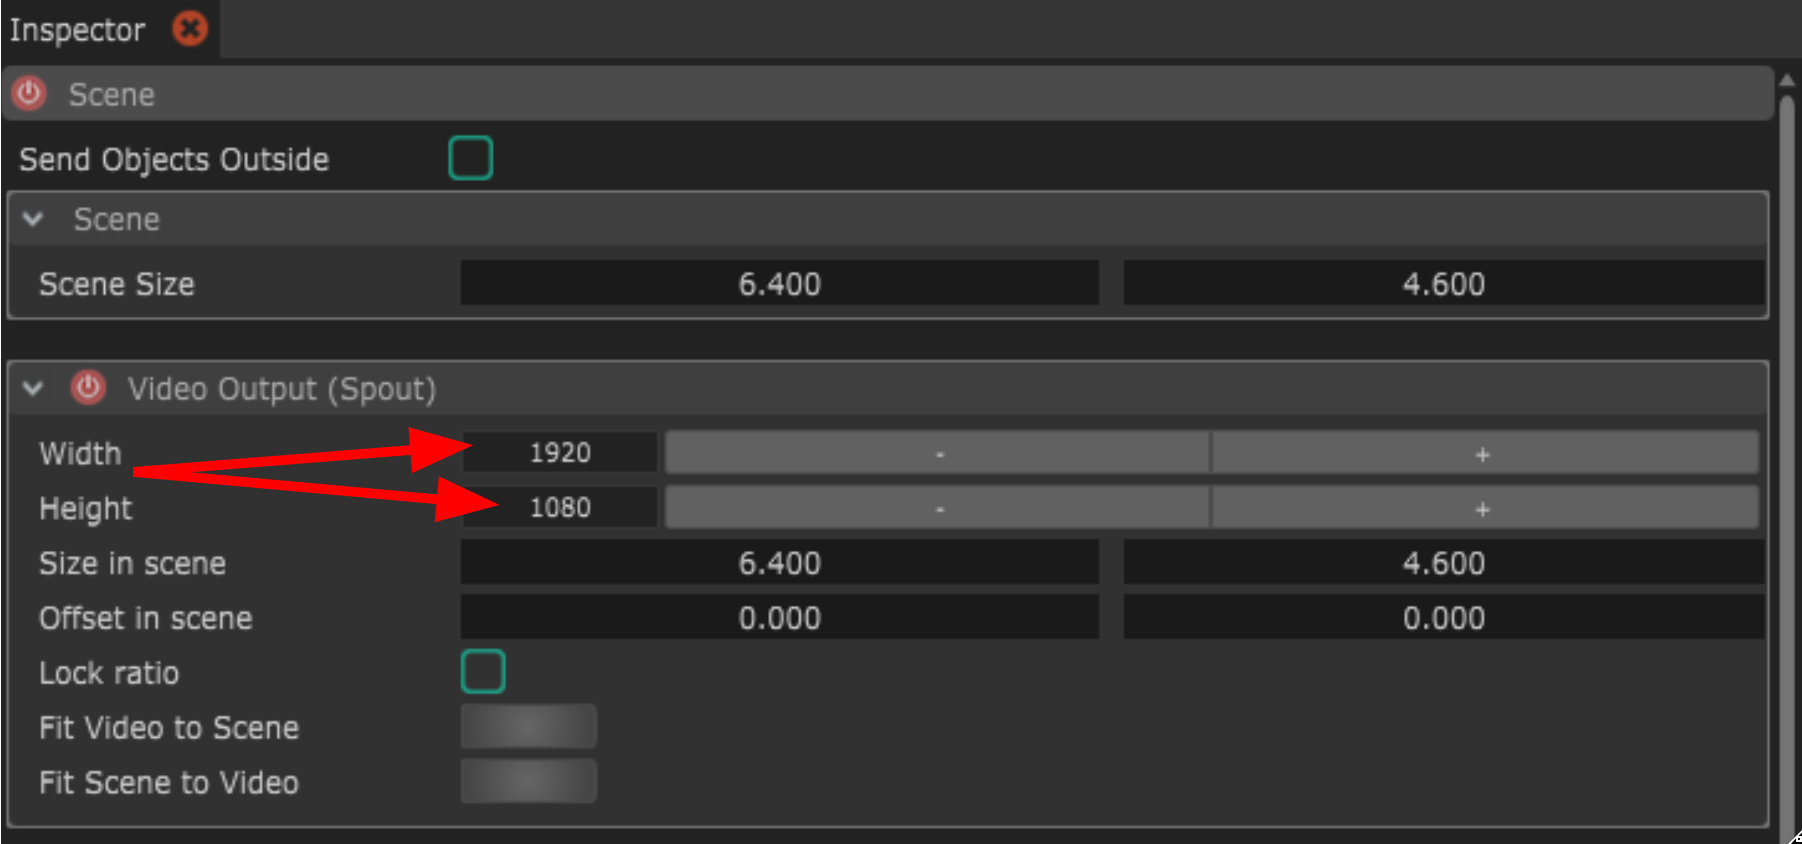 Inspector
Scene
Send Objects Outside
Scene
Scene Size 6.400 4.600
Video Output (Spout)
Width 1920 - +
Height 1080 - +
Size in scene 6.400 4.600
Offset in scene 0.000 0.000
Lock ratio
Fit Video to Scene
Fit Scene to Video